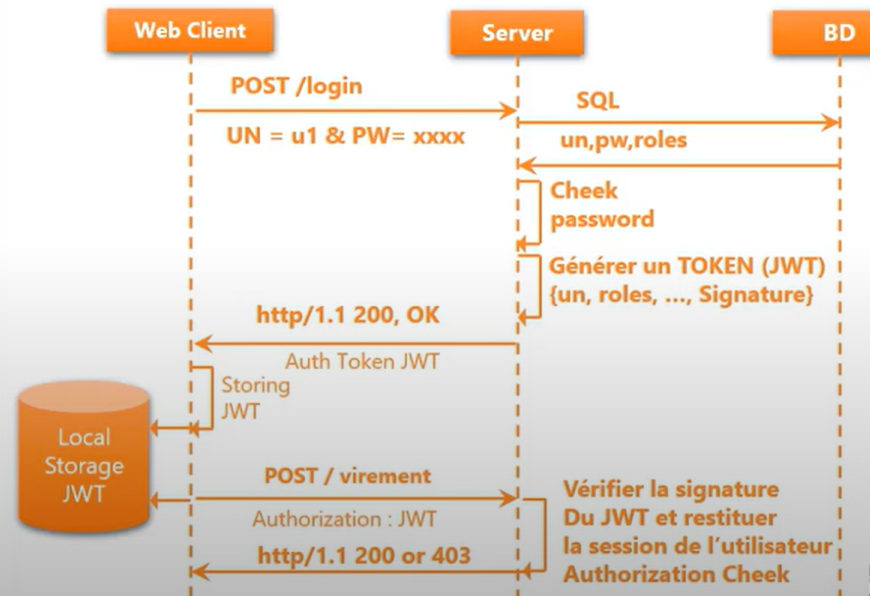 Web Client
Server
BD
POST /login
SQL
UN = u1 & PW= xxxx
un,pw,roles
Cheek
password
Générer un TOKEN (JWT)
{un, roles, ..., Signature}
http/1.1 200, OK
Auth Token JWT
Storing
JWT
Local
Storage
JWT
POST / virement
Authorization : JWT
http/1.1 200 or 403
Vérifier la signature
Du JWT et restituer
la session de l'utilisateur
Authorization Cheek